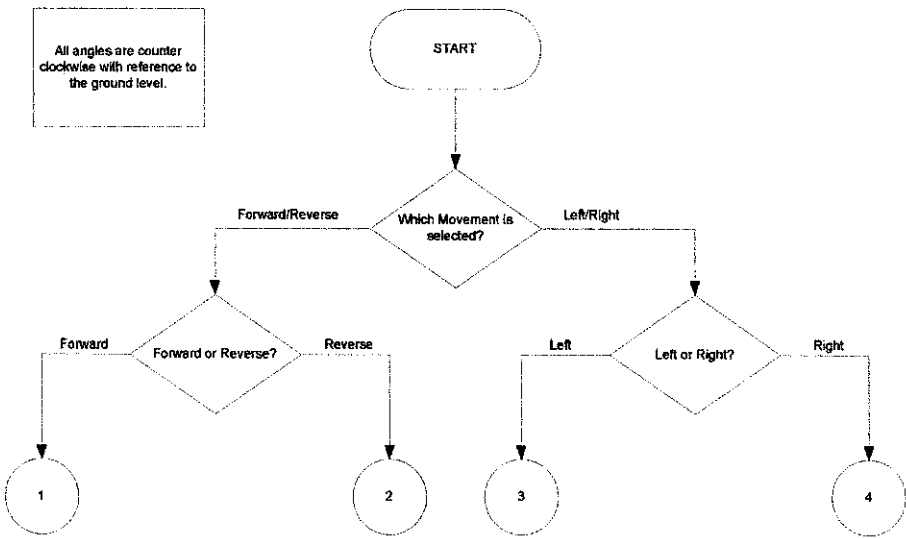 All angles are counter
clockwise with reference to
the ground level.
START
Forward/Reverse
Which Movement is
selected?
Left/Right
Forward
Forward or Reverse?
Reverse
Left
Left or Right?
Right
1
2
3
4